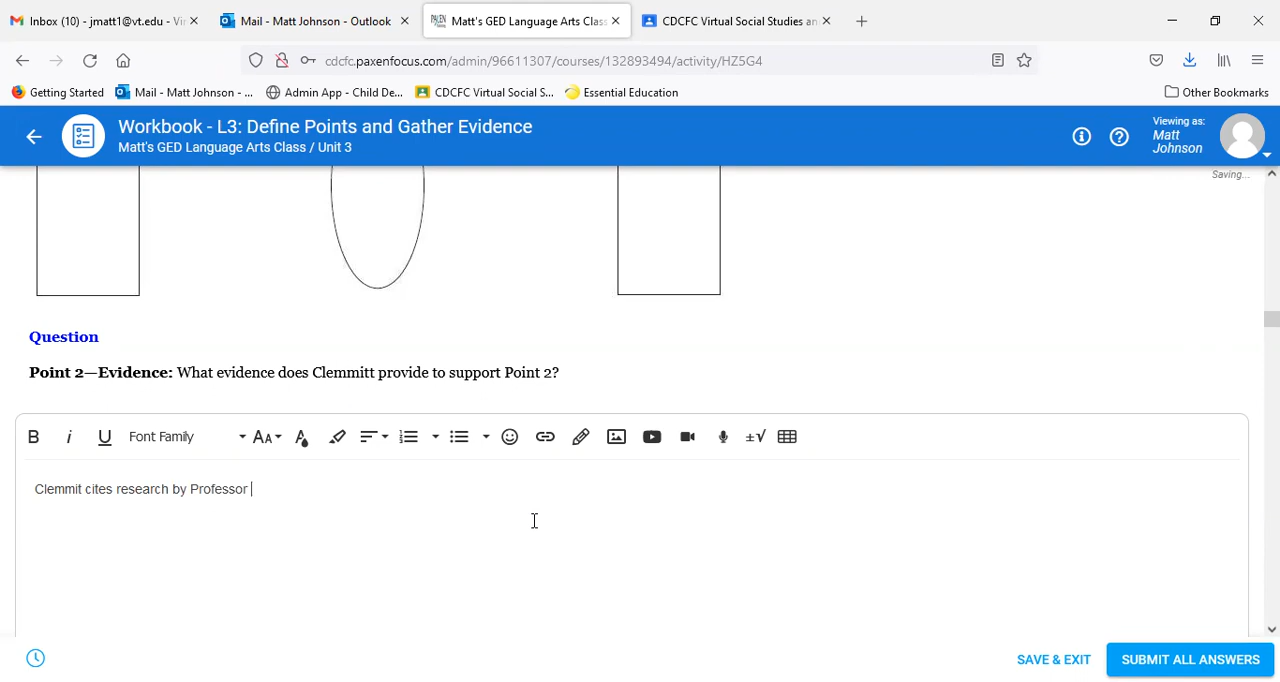 Inbox (10) - jmatt1@vt.edu - Vi
Mail - Matt Johnson - Outlook
PAXEN
Matt's GED Language Arts Clas
CDCFC Virtual Social Studies an
cdcfc.paxenfocus.com/admin/96611307/courses/132893494/activity/HZ5G4
Getting Started
Mail - Matt Johnson - ...
Admin App - Child De...
CDCFC Virtual Social S...
Essential Education
Other Bookmarks
Workbook - L3: Define Points and Gather Evidence
Matt's GED Language Arts Class / Unit 3
Viewing as:
Matt
Johnson
Saving...
Question
Point 2—Evidence: What evidence does Clemmitt provide to support Point 2?
B i U Font Family AA A ±√
Clemmit cites research by Professor
SAVE & EXIT
SUBMIT ALL ANSWERS